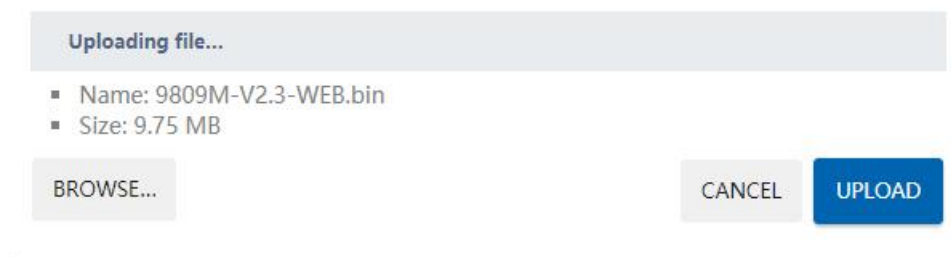 Uploading file...
▪ Name: 9809M-V2.3-WEB.bin
▪ Size: 9.75 MB
BROWSE... CANCEL UPLOAD